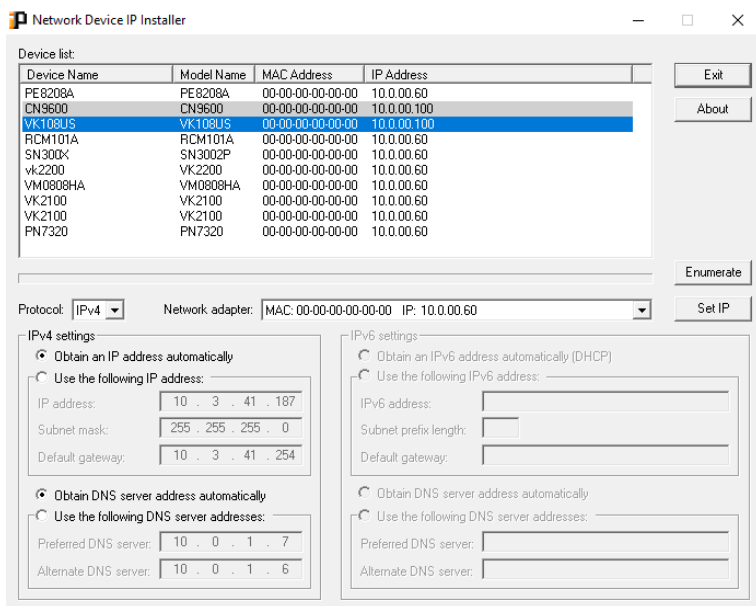 Network Device IP Installer
Device list:
Device Name Model Name MAC Address IP Address
PE8208A PE8208A 00-00-00-00-00-00 10.0.00.60
CN9600 CN9600 00-00-00-00-00-00 10.0.00.100
VK108US VK108US 00-00-00-00-00-00 10.0.00.100
RCM101A RCM101A 00-00-00-00-00-00 10.0.00.60
SN300X SN3002P 00-00-00-00-00-00 10.0.00.60
vk2200 VK2200 00-00-00-00-00-00 10.0.00.60
VM0808HA VM0808HA 00-00-00-00-00-00 10.0.00.60
VK2100 VK2100 00-00-00-00-00-00 10.0.00.60
VK2100 VK2100 00-00-00-00-00-00 10.0.00.60
PN7320 PN7320 00-00-00-00-00-00 10.0.00.60
Exit
About
Enumerate
Protocol: IPv4 Network adapter: MAC: 00-00-00-00-00-00 IP: 10.0.00.60 Set IP
IPv4 settings
Obtain an IP address automatically
Use the following IP address:
IP address: 10 . 3 . 41 . 187
Subnet mask: 255 . 255 . 255 . 0
Default gateway: 10 . 3 . 41 . 254
Obtain DNS server address automatically
Use the following DNS server addresses:
Preferred DNS server: 10 . 0 . 1 . 7
Alternate DNS server: 10 . 0 . 1 . 6
IPv6 settings
Obtain an IPv6 address automatically (DHCP)
Use the following IPv6 address:
IPv6 address:
Subnet prefix length:
Default gateway:
Obtain DNS server address automatically
Use the following DNS server addresses:
Preferred DNS server:
Alternate DNS server: